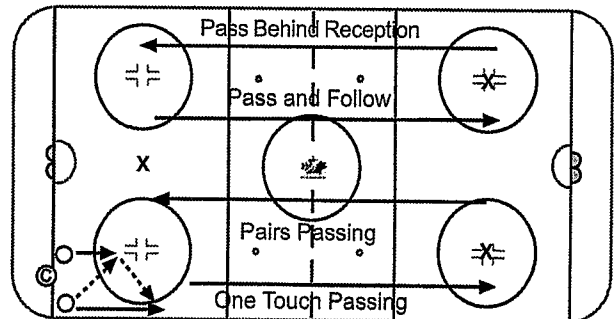 Pass Behind Reception
X
Pass and Follow
X
Pairs Passing
X
©
One Touch Passing